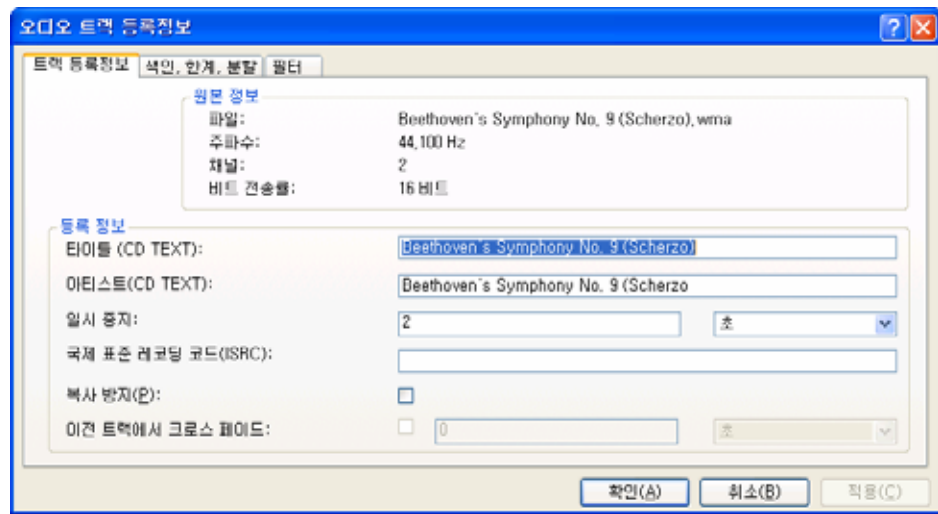 오디오 트랙 등록정보
트랙 등록정보 색인, 한계, 분할 필터
원본 정보
파일: Beethoven's Symphony No. 9 (Scherzo).wma
주파수: 44,100 Hz
채널: 2
비트 전송률: 16 비트
등록 정보
타이틀 (CD TEXT): Beethoven's Symphony No. 9 (Scherzo)
아티스트(CD TEXT): Beethoven's Symphony No. 9 (Scherzo
일시 중지: 2 초
국제 표준 레코딩 코드(ISRC):
복사 방지(P):
이전 트랙에서 크로스 페이드: 0 초
확인(A) 취소(B) 적용(C)